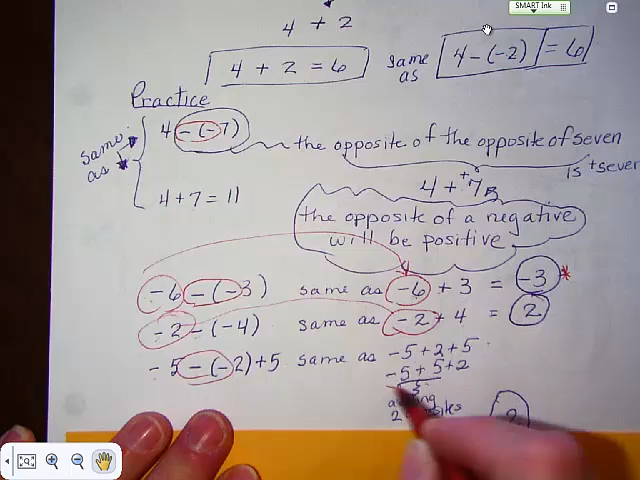 SMART Ink
4 + 2
4 + 2 = 6 same as 4 - (-2) = 6
Practice
same as 4 - (-7) the opposite of the opposite of seven
is +seven
4 + +7
4 + 7 = 11
the opposite of a negative
will be positive
-6 - (-3) same as -6 + 3 = -3 *
-2 - (-4) same as -2 + 4 = 2
-5 - (-2) + 5 same as -5 + 2 + 5
-5 + 5 + 2
2